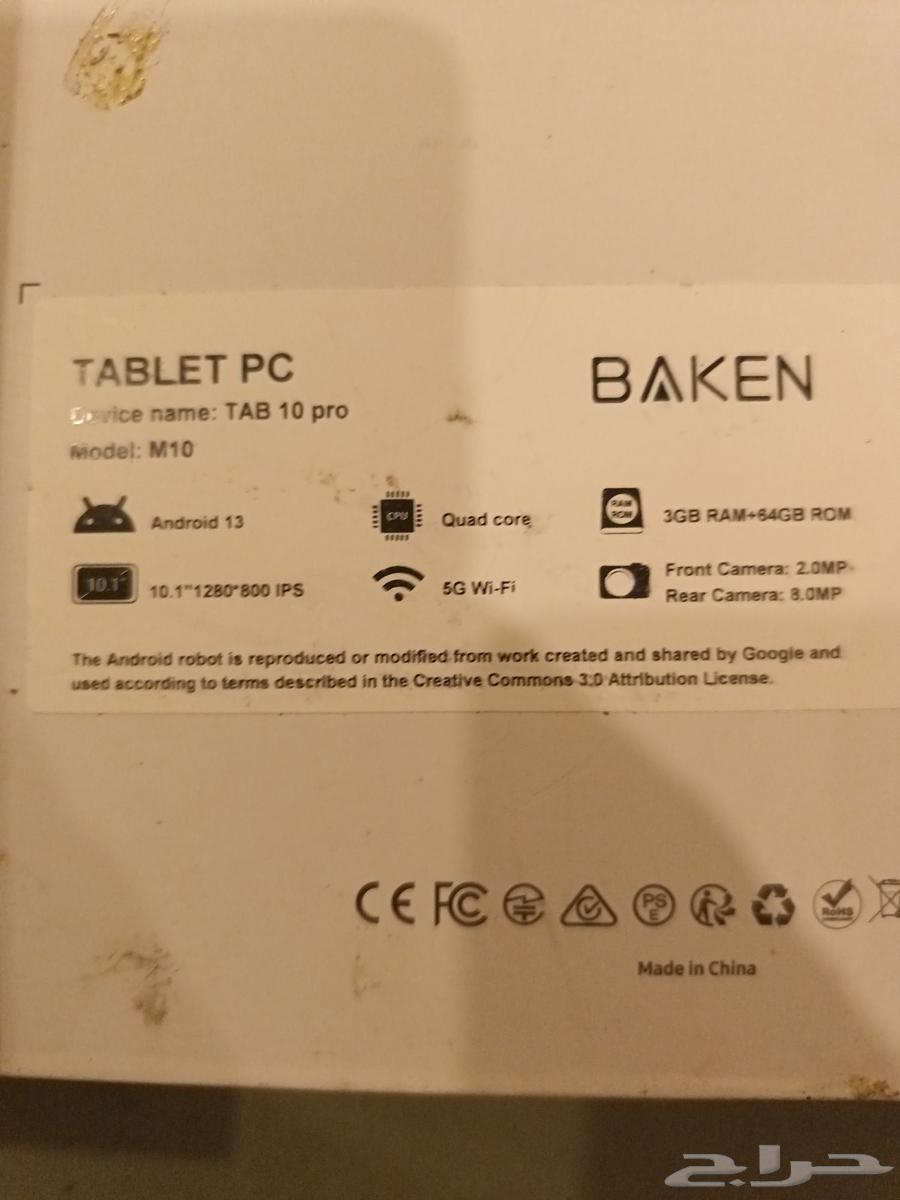 TABLET PC
BAKEN
Device name: TAB 10 pro
Model: M10
Android 13
CPU
Quad core
RAM
ROM
3GB RAM+64GB ROM
10.1"
10.1"1280*800 IPS
5G Wi-Fi
Front Camera: 2.0MP
Rear Camera: 8.0MP
The Android robot is reproduced or modified from work created and shared by Google and
used according to terms described in the Creative Commons 3.0 Attribution License.
CE FC PS E RoHS
Made in China
حراج